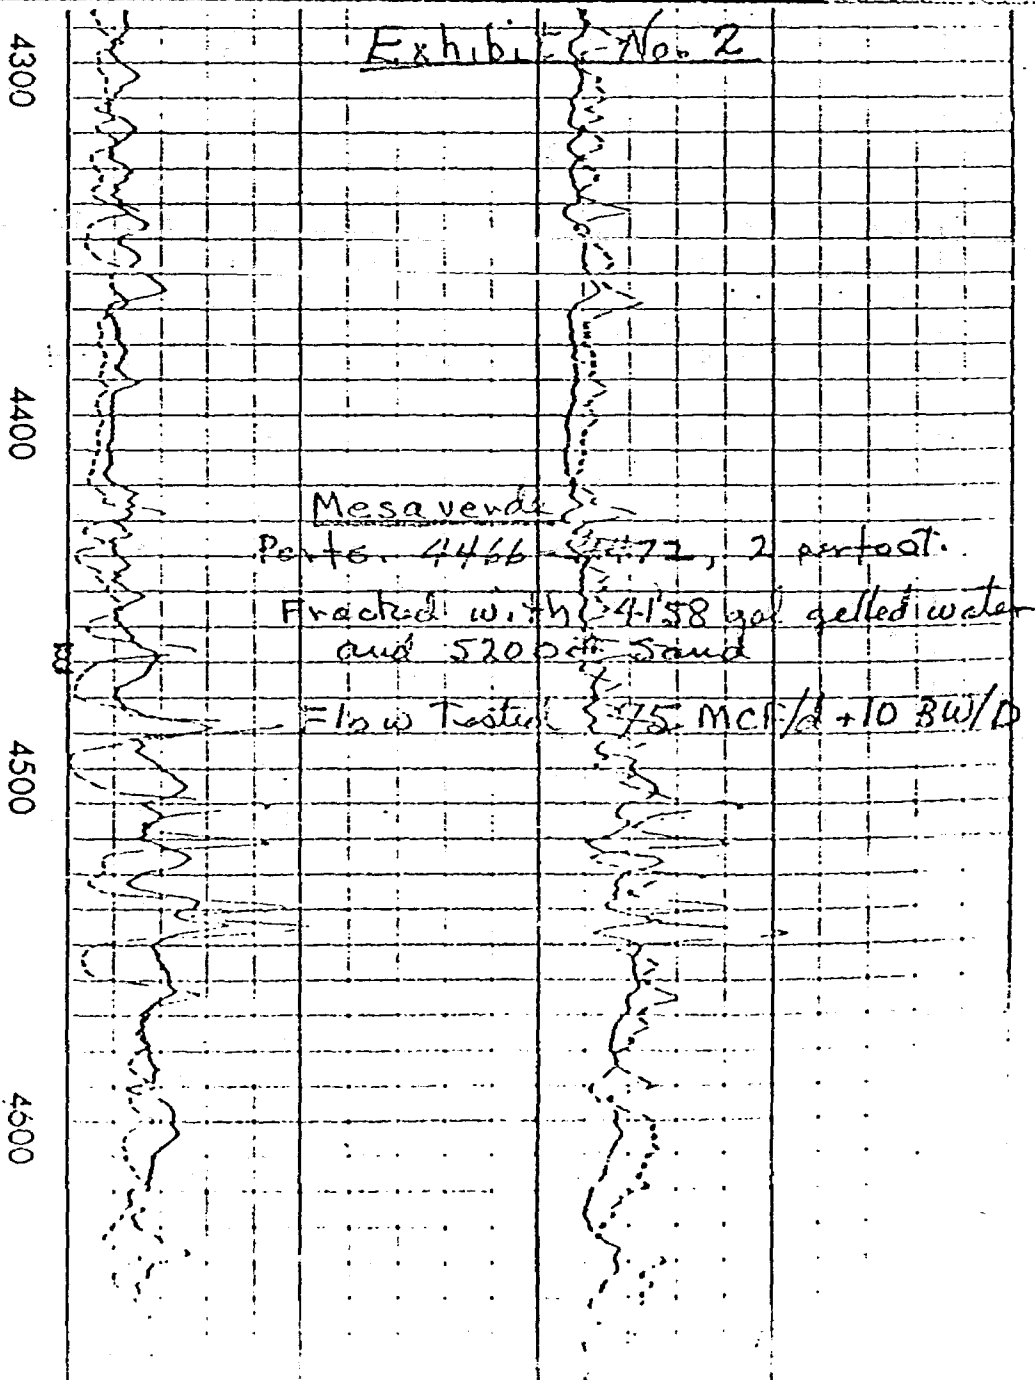 Exhibit No. 2
4300
4400
Mesaverde
Perfs. 4466 - 4472, 2 perfoot.
Fracked with 4158 gal gelled water
and 5200# Sand
Flow Tested 75 MCF/d + 10 BW/D
4500
4600